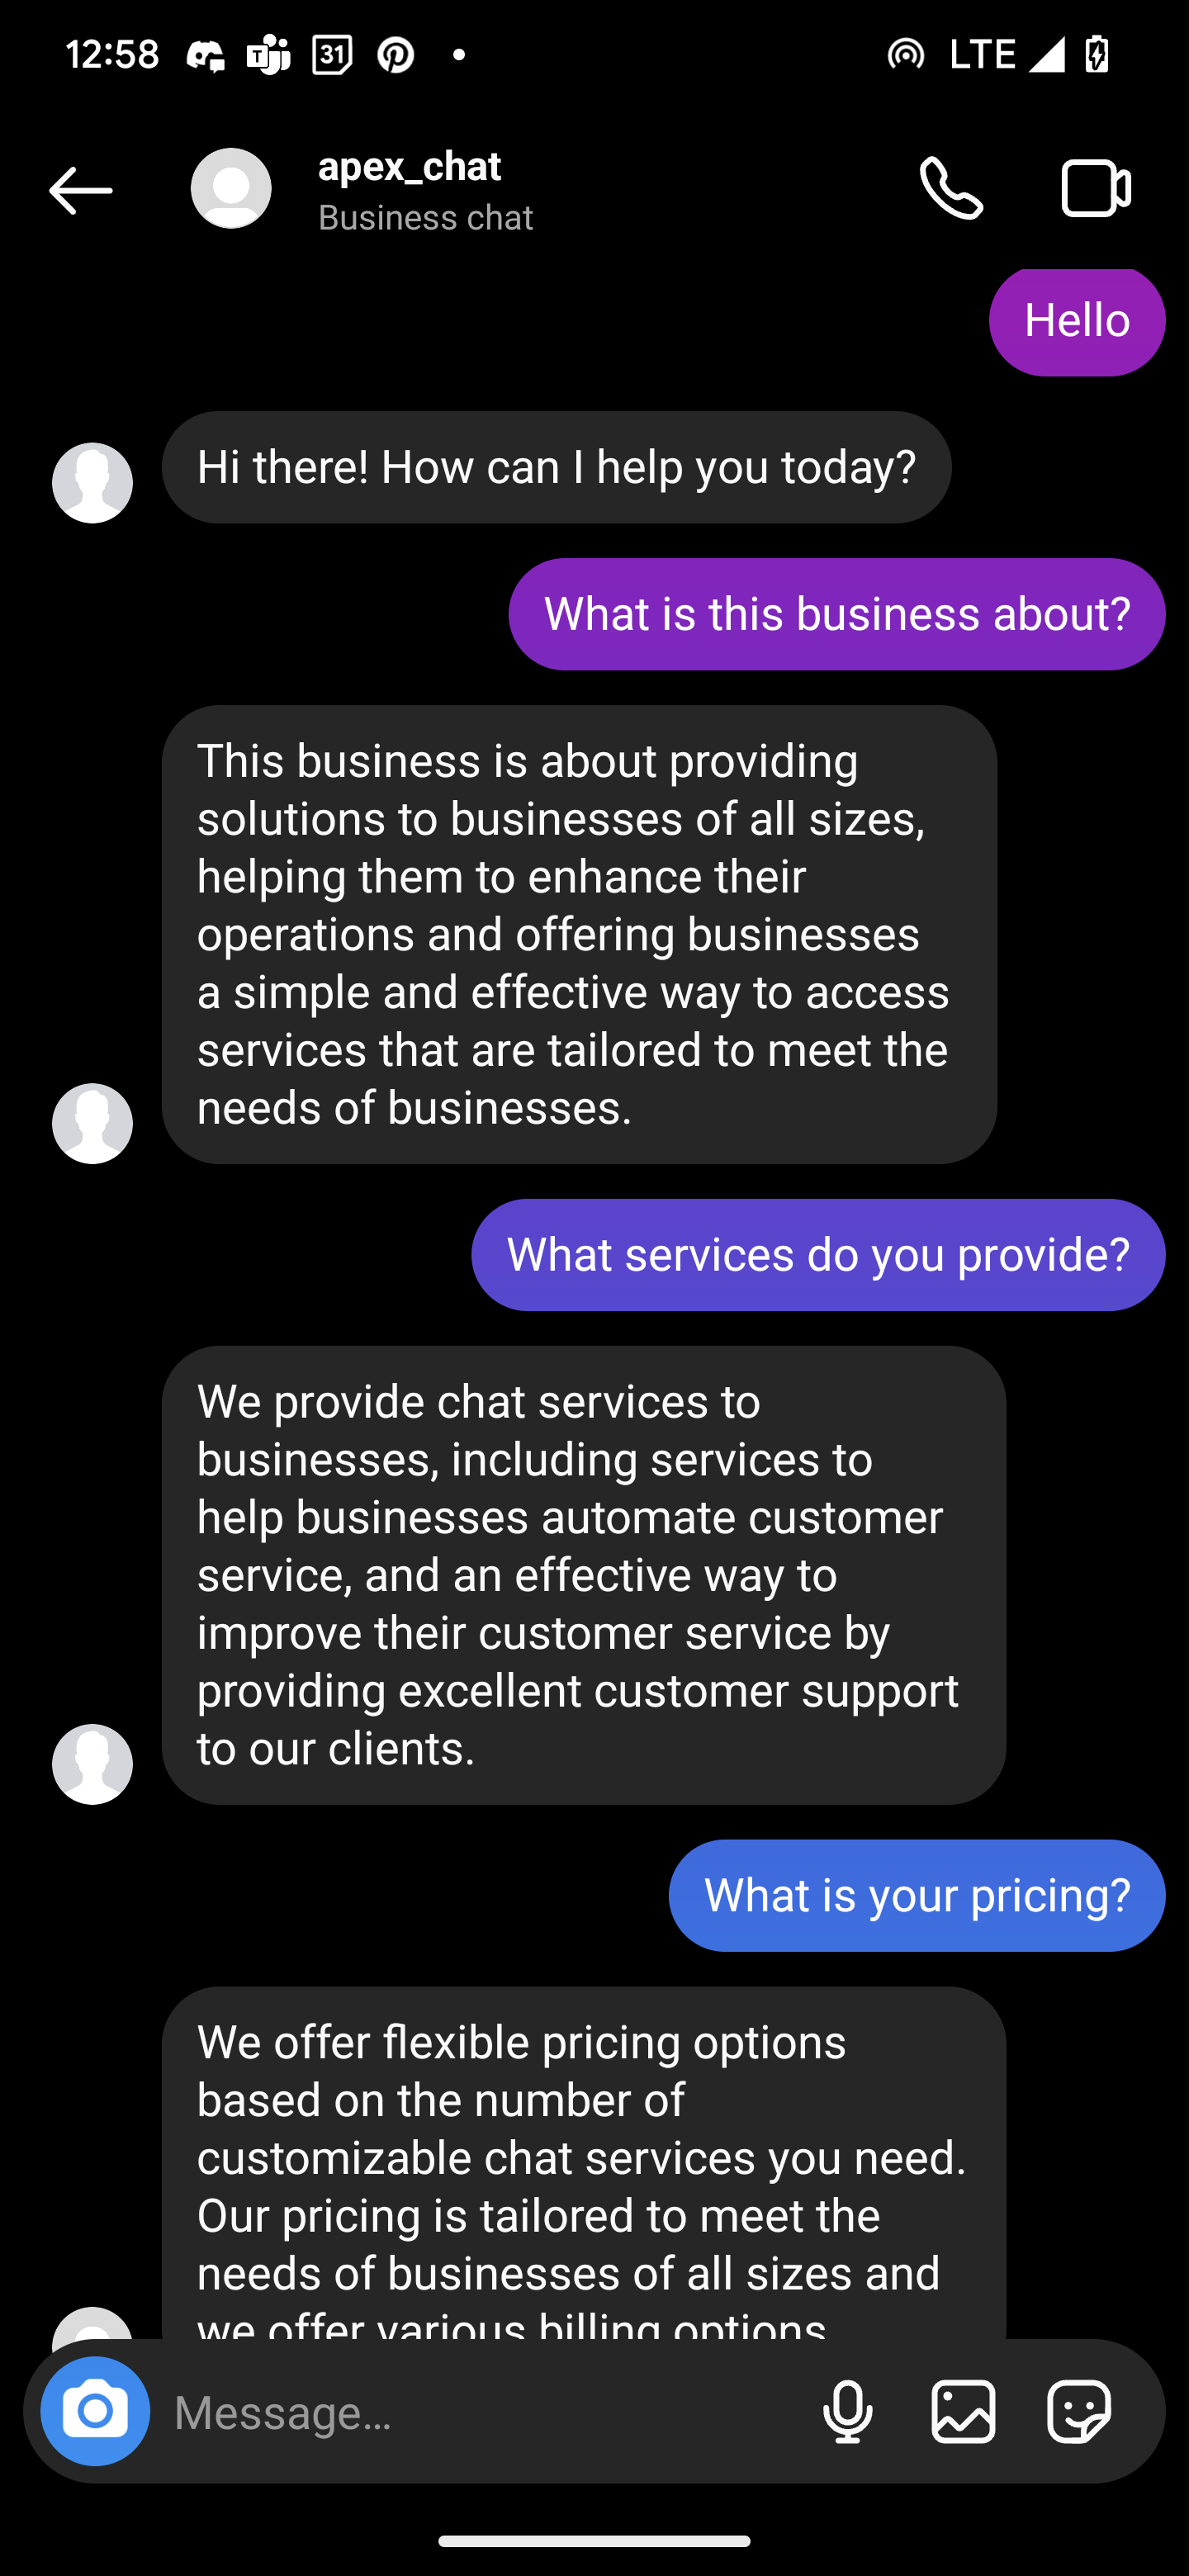 12:58
31
LTE
apex_chat
Business chat
Hello
Hi there! How can I help you today?
What is this business about?
This business is about providing
solutions to businesses of all sizes,
helping them to enhance their
operations and offering businesses
a simple and effective way to access
services that are tailored to meet the
needs of businesses.
What services do you provide?
We provide chat services to
businesses, including services to
help businesses automate customer
service, and an effective way to
improve their customer service by
providing excellent customer support
to our clients.
What is your pricing?
We offer flexible pricing options
based on the number of
customizable chat services you need.
Our pricing is tailored to meet the
needs of businesses of all sizes and
we offer various billing options
Message...